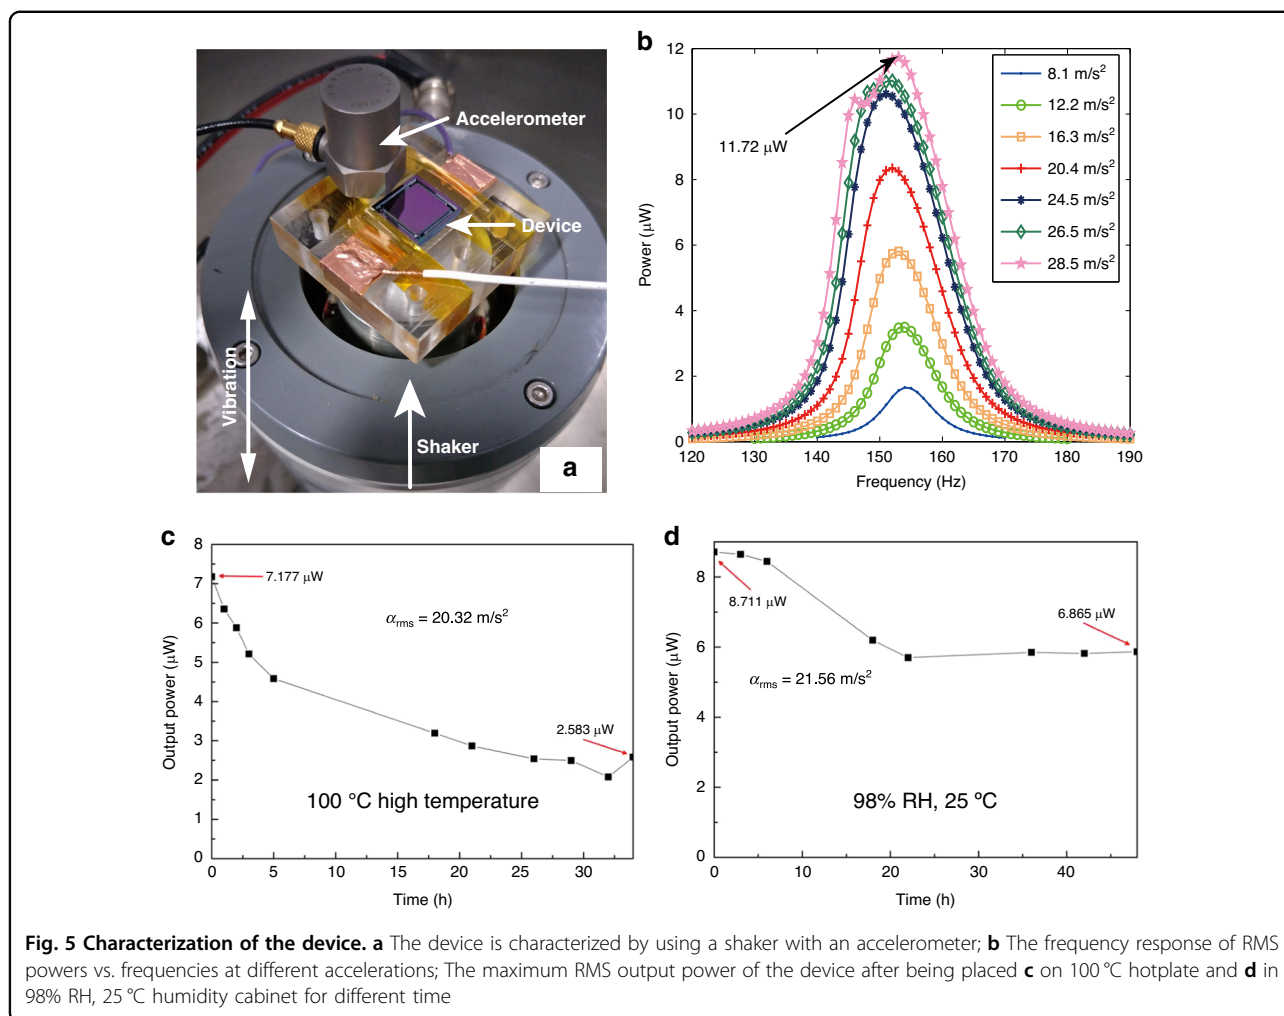 Accelerometer
Device
Vibration
Shaker
a
b
12
10
8
6
4
2
0
Power (μW)
120 130 140 150 160 170 180 190
Frequency (Hz)
11.72 μW
8.1 m/s²
12.2 m/s²
16.3 m/s²
20.4 m/s²
24.5 m/s²
26.5 m/s²
28.5 m/s²
c
8
7
6
5
4
3
2
1
0
Output power (μW)
0 5 10 15 20 25 30
Time (h)
7.177 μW
αrms = 20.32 m/s²
2.583 μW
100 °C high temperature
d
8
6
4
2
0
Output power (μW)
0 10 20 30 40
Time (h)
8.711 μW
6.865 μW
αrms = 21.56 m/s²
98% RH, 25 ºC
Fig. 5 Characterization of the device. a The device is characterized by using a shaker with an accelerometer; b The frequency response of RMS
powers vs. frequencies at different accelerations; The maximum RMS output power of the device after being placed c on 100 °C hotplate and d in
98% RH, 25 °C humidity cabinet for different time